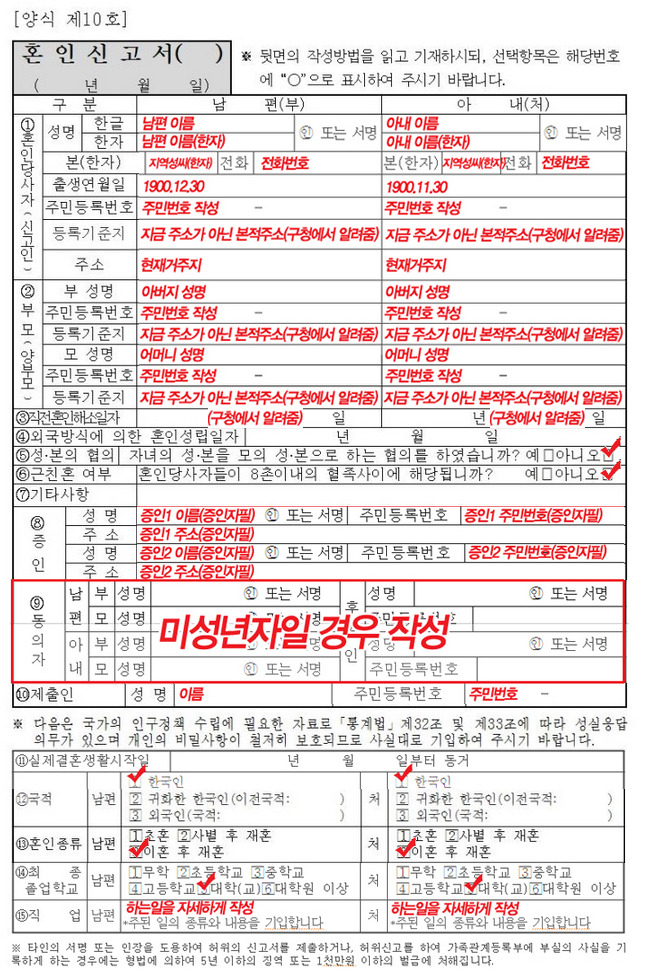 [양식 제10호]
혼 인 신 고 서( )
( 년 월 일)
※ 뒷면의 작성방법을 읽고 기재하시되, 선택항목은 해당번호에 “○”으로 표시하여 주시기 바랍니다.
구 분 남 편(부) 아 내(처)
①혼인당사자(신고인)
성명 한글 남편 이름 ㊞ 또는 서명 아내 이름 ㊞ 또는 서명
한자 남편 이름(한자) 아내 이름(한자)
본(한자) 지역성씨(한자) 전화 전화번호 본(한자) 지역성씨(한자) 전화 전화번호
출생연월일 1900.12.30 1900.11.30
주민등록번호 주민번호 작성 － 주민번호 작성 －
등록기준지 지금 주소가 아닌 본적주소(구청에서 알려줌) 지금 주소가 아닌 본적주소(구청에서 알려줌)
주소 현재거주지 현재거주지
②부모(양부모)
부 성명 아버지 성명 아버지 성명
주민등록번호 주민번호 작성 － 주민번호 작성 －
등록기준지 지금 주소가 아닌 본적주소(구청에서 알려줌) 지금 주소가 아닌 본적주소(구청에서 알려줌)
모 성명 어머니 성명 어머니 성명
주민등록번호 주민번호 작성 － 주민번호 작성 －
등록기준지 지금 주소가 아닌 본적주소(구청에서 알려줌) 지금 주소가 아닌 본적주소(구청에서 알려줌)
③직전혼인해소일자 (구청에서 알려줌) 일 년 (구청에서 알려줌) 일
④외국방식에 의한 혼인성립일자 년 월 일
⑤성·본의 협의 자녀의 성·본을 모의 성·본으로 하는 협의를 하였습니까? 예□아니오□
⑥근친혼 여부 혼인당사자들이 8촌이내의 혈족사이에 해당됩니까? 예□아니오□
⑦기타사항
⑧증인
성 명 증인1 이름(증인자필) ㊞ 또는 서명 주민등록번호 증인1 주민번호(증인자필)
주 소 증인1 주소(증인자필)
성 명 증인2 이름(증인자필) ㊞ 또는 서명 주민등록번호 증인2 주민번호(증인자필)
주 소 증인2 주소(증인자필)
⑨동의자
남편 부 성명 ㊞ 또는 서명 후 성명 ㊞ 또는 서명
모 성명 ㊞ 또는 서명 주민등록번호
미성년자일 경우 작성
아내 부 성명 ㊞ 또는 서명 인 성명 ㊞ 또는 서명
모 성명 ㊞ 또는 서명 주민등록번호
⑩제출인 성 명 이름 주민등록번호 주민번호 －
※ 다음은 국가의 인구정책 수립에 필요한 자료로「통계법」제32조 및 제33조에 따라 성실응답
의무가 있으며 개인의 비밀사항이 철저히 보호되므로 사실대로 기입하여 주시기 바랍니다.
⑪실제결혼생활시작일 년 월 일부터 동거
⑫국적 남편 1 한국인 처 1 한국인
2 귀화한 한국인(이전국적: ) 2 귀화한 한국인(이전국적: )
3 외국인(국적: ) 3 외국인(국적: )
⑬혼인종류 남편 1초혼 2사별 후 재혼 처 1초혼 2사별 후 재혼
이혼 후 재혼 이혼 후 재혼
⑭최종 졸업학교 남편 1무학 2초등학교 3중학교 처 1무학 2초등학교 3중학교
4고등학교 대학(교) 6대학원 이상 4고등학교 대학(교) 6대학원 이상
⑮직 업 남편 하는일을 자세하게 작성 처 하는일을 자세하게 작성
*주된 일의 종류와 내용을 기입합니다 *주된 일의 종류와 내용을 기입합니다
※ 타인의 서명 또는 인장을 도용하여 허위의 신고서를 제출하거나, 허위신고를 하여 가족관계등록부에 부실의 사실을 기
록하게 하는 경우에는 형법에 의하여 5년 이하의 징역 또는 1천만원 이하의 벌금에 처해집니다.